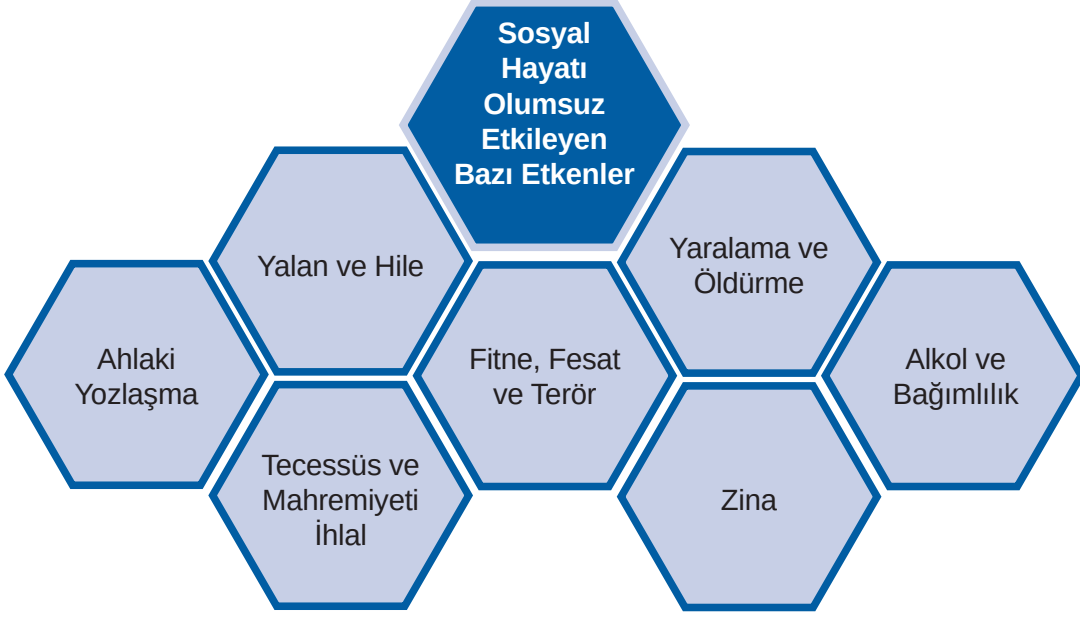 Sosyal
Hayatı
Olumsuz
Etkileyen
Bazı Etkenler
Yalan ve Hile
Yaralama ve
Öldürme
Ahlaki
Yozlaşma
Fitne, Fesat
ve Terör
Alkol ve
Bağımlılık
Tecessüs ve
Mahremiyeti
İhlal
Zina